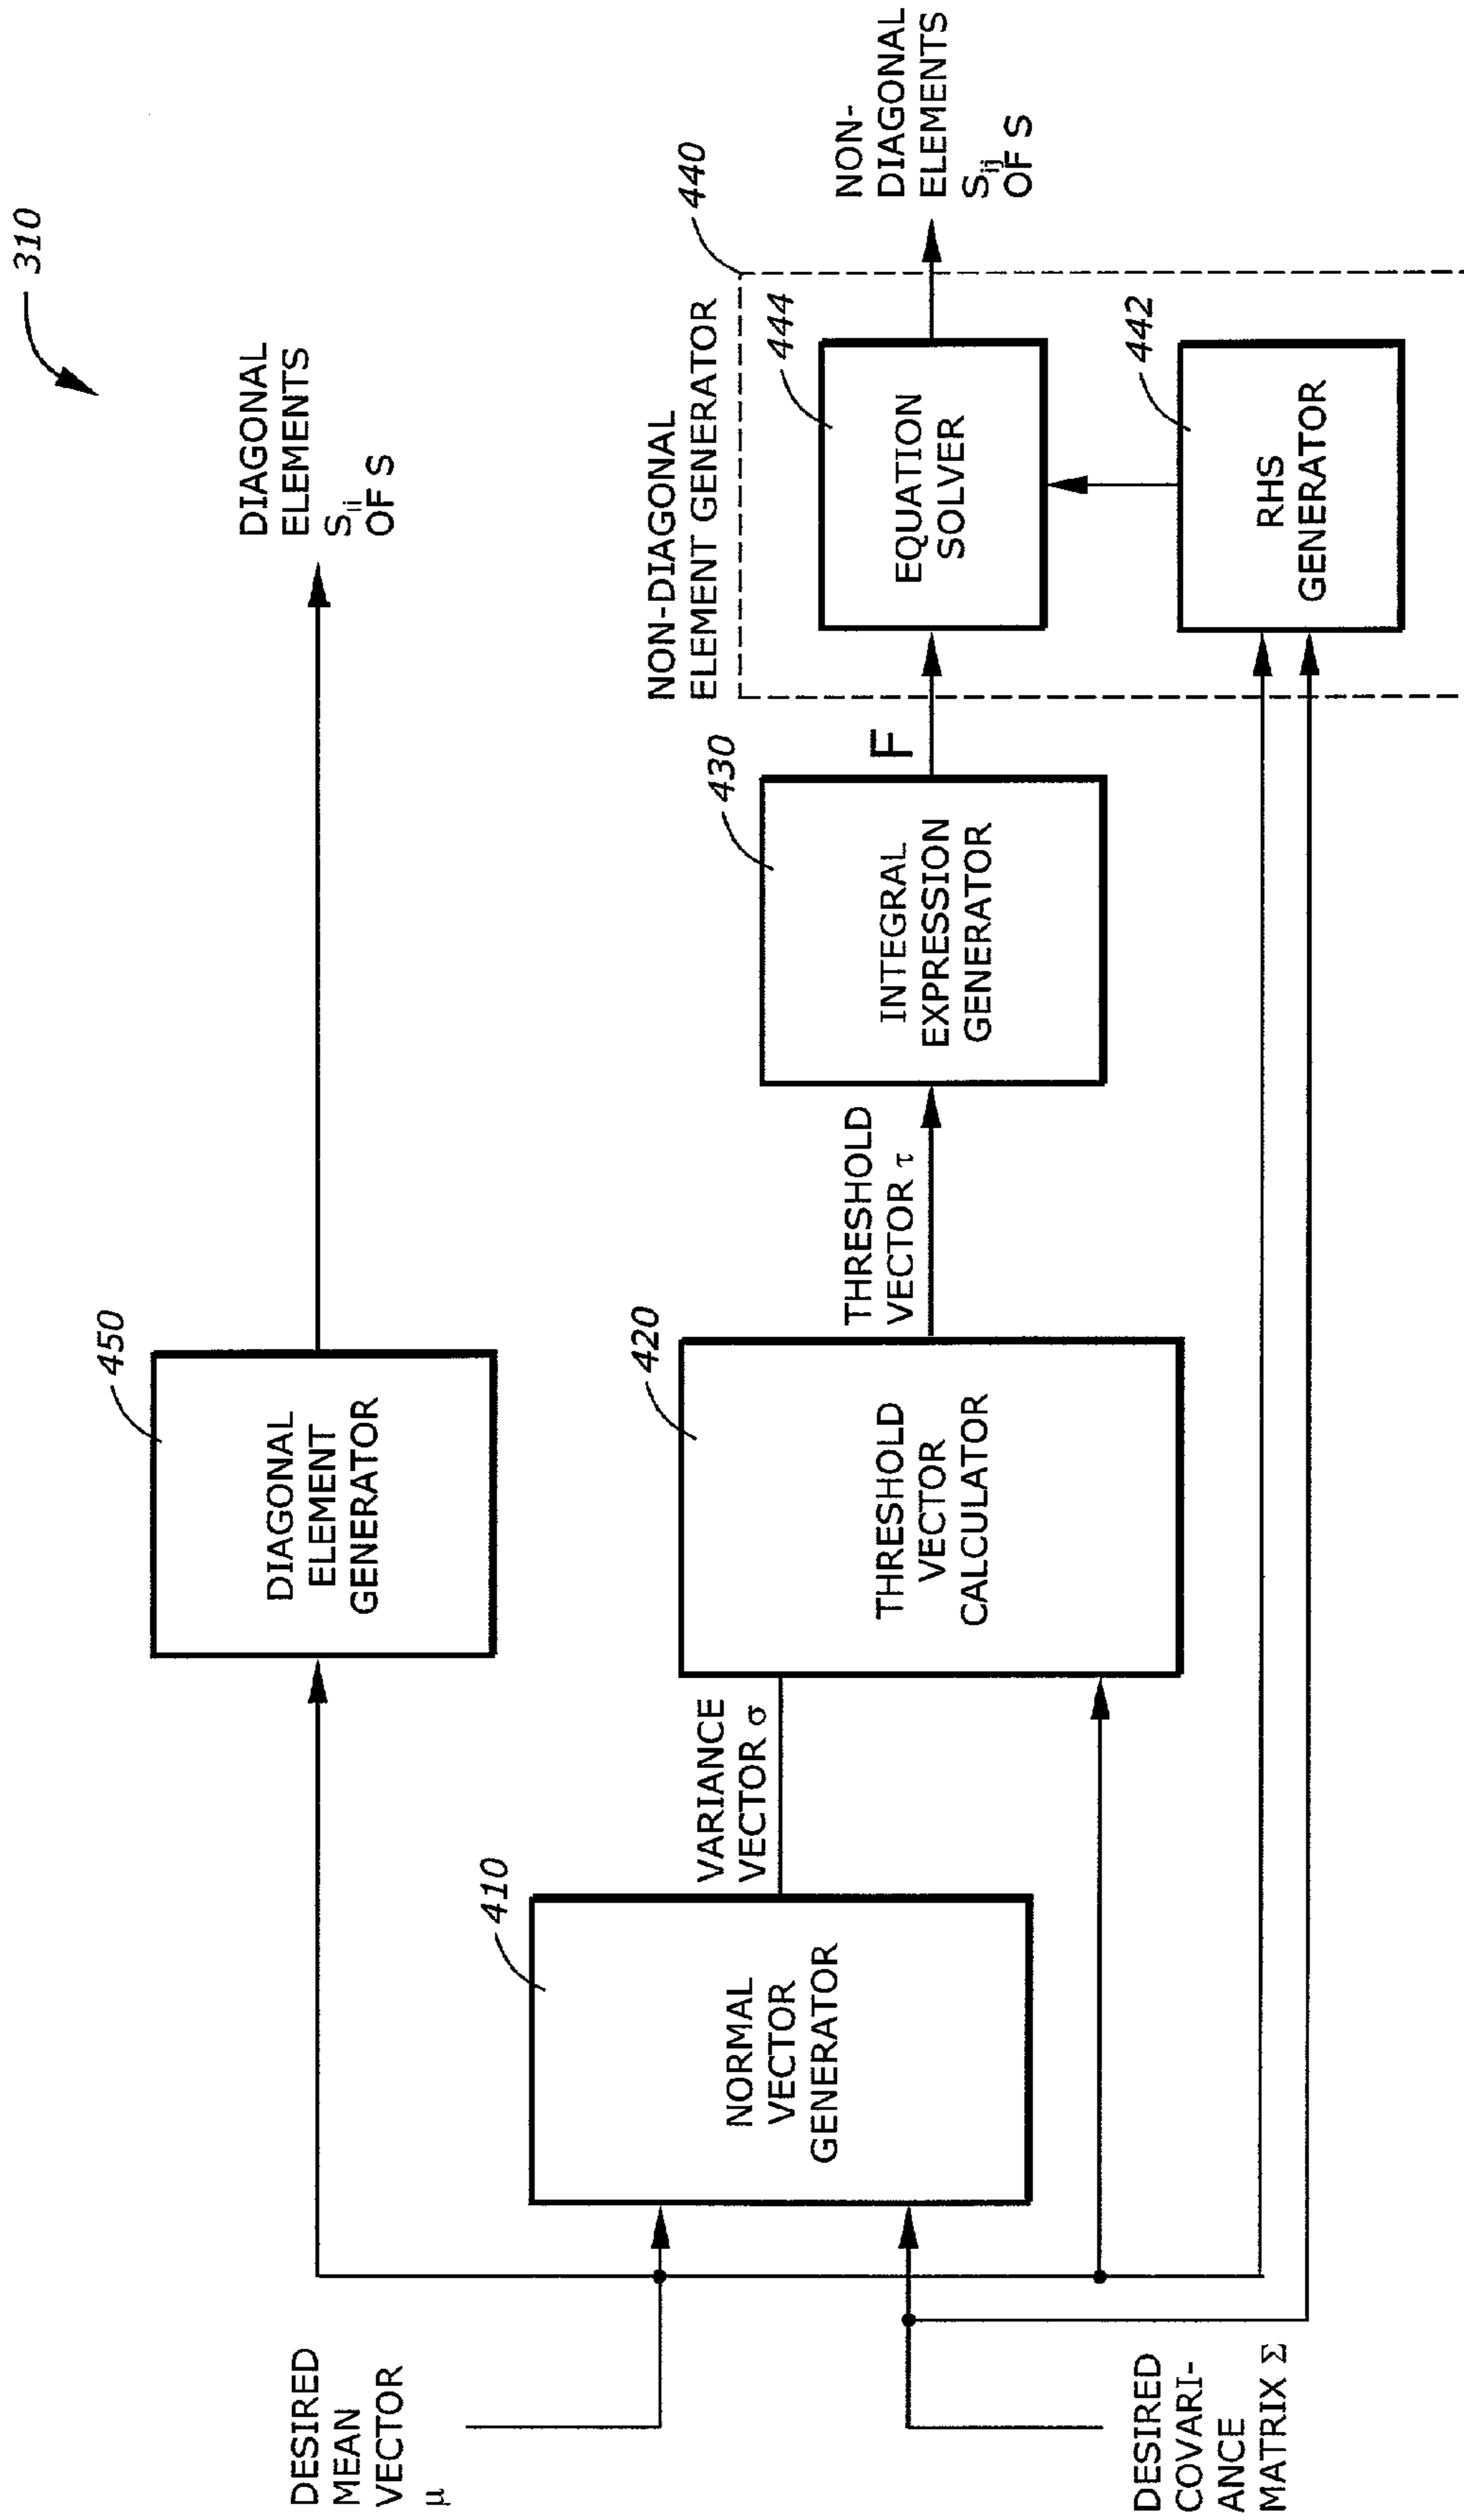 310
DIAGONAL
ELEMENTS
Sii
OF S
450
DIAGONAL
ELEMENT
GENERATOR
DESIRED
MEAN
VECTOR
μ
410
NORMAL
VECTOR
GENERATOR
VARIANCE
VECTOR σ
420
THRESHOLD
VECTOR
CALCULATOR
THRESHOLD
VECTOR τ
430
INTEGRAL
EXPRESSION
GENERATOR
F
NON-DIAGONAL
ELEMENT GENERATOR
440
444
EQUATION
SOLVER
442
RHS
GENERATOR
NON-
DIAGONAL
ELEMENTS
Sij
OF S
DESIRED
COVARI-
ANCE
MATRIX Σ